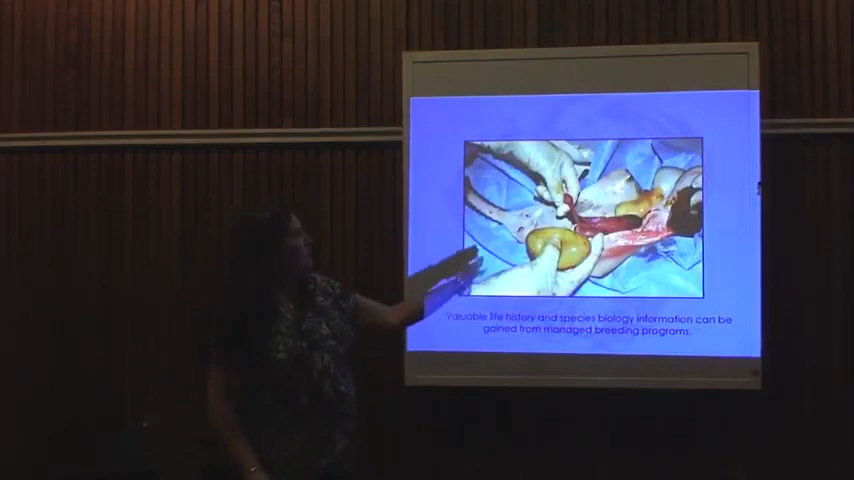 Valuable life history and species biology information can be
gained from managed breeding programs.